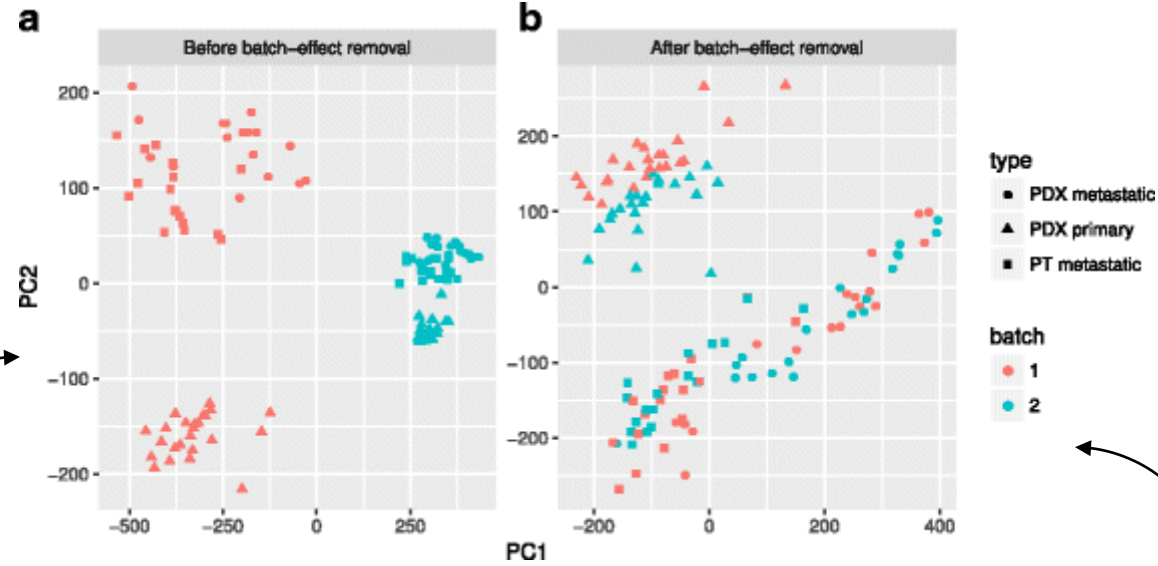 a
b
Before batch-effect removal
After batch-effect removal
200
100
0
-100
-200
-500
-250
0
250
200
100
0
-100
-200
-200
0
200
400
PC2
PC1
type
PDX metastatic
PDX primary
PT metastatic
batch
1
2